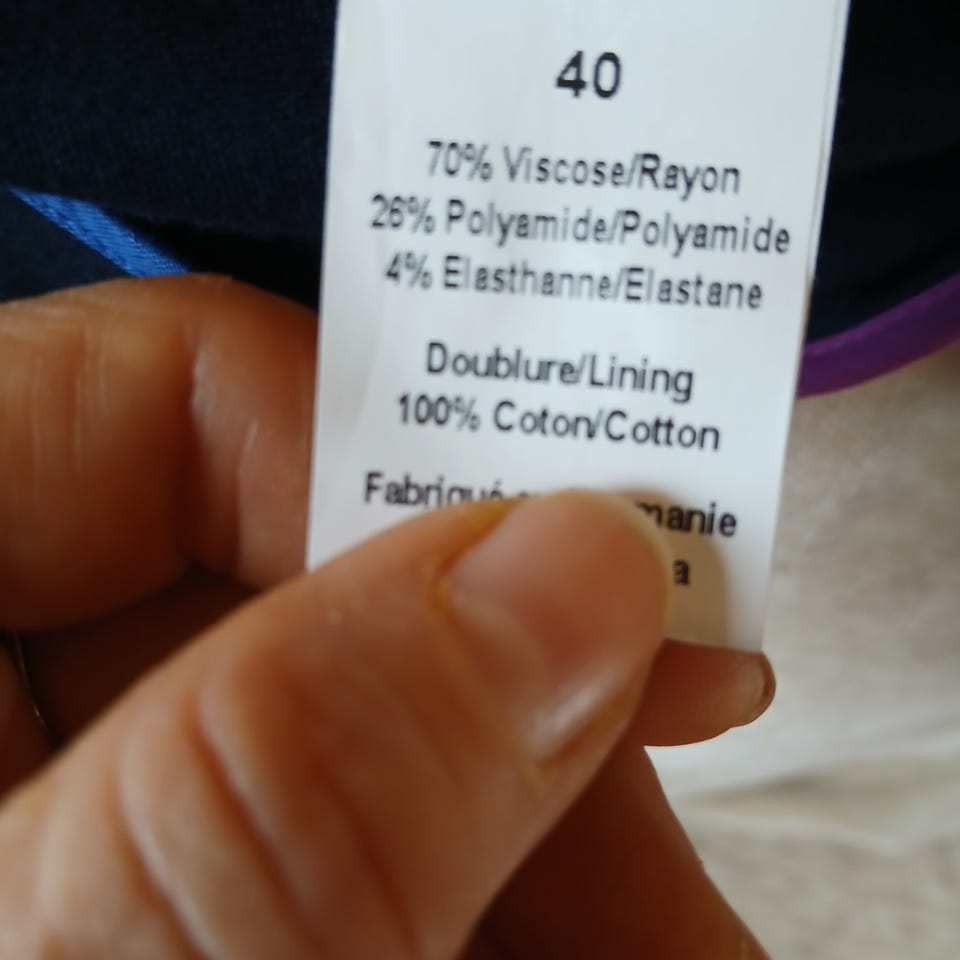 40
70% Viscose/Rayon
26% Polyamide/Polyamide
4% Elasthanne/Elastane
Doublure/Lining
100% Coton/Cotton
Fabriqué